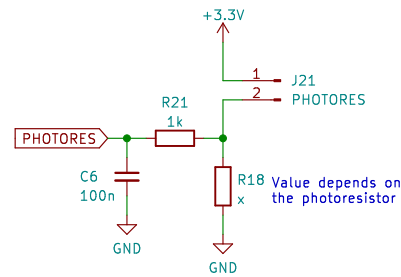 +3.3V
1
J21
2
PHOTORES
R21
1k
PHOTORES
C6
100n
R18
x
Value depends on
the photoresistor
GND
GND